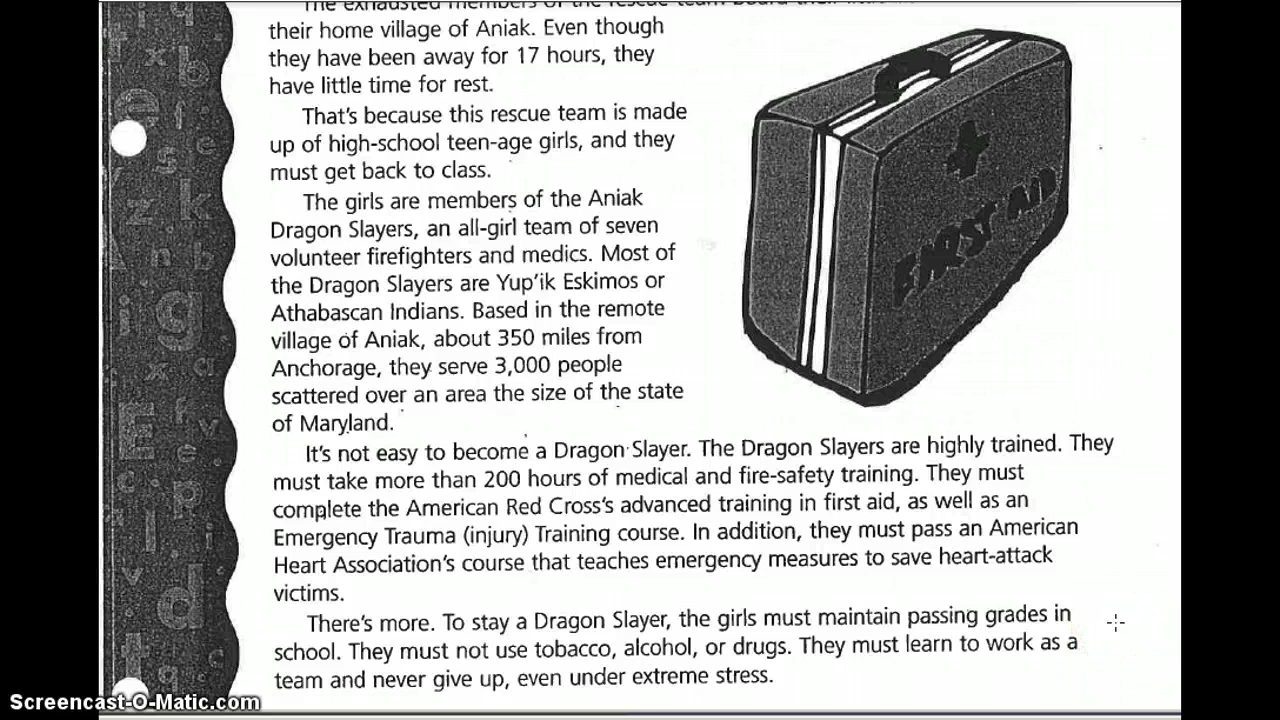 The exhausted members of the rescue team board their
their home village of Aniak. Even though
they have been away for 17 hours, they
have little time for rest.
That's because this rescue team is made
up of high-school teen-age girls, and they
must get back to class.
The girls are members of the Aniak
Dragon Slayers, an all-girl team of seven
volunteer firefighters and medics. Most of
the Dragon Slayers are Yup'ik Eskimos or
Athabascan Indians. Based in the remote
village of Aniak, about 350 miles from
Anchorage, they serve 3,000 people
scattered over an area the size of the state
of Maryland.
FIRST AID
It's not easy to become a Dragon Slayer. The Dragon Slayers are highly trained. They
must take more than 200 hours of medical and fire-safety training. They must
complete the American Red Cross's advanced training in first aid, as well as an
Emergency Trauma (injury) Training course. In addition, they must pass an American
Heart Association's course that teaches emergency measures to save heart-attack
victims.
There's more. To stay a Dragon Slayer, the girls must maintain passing grades in
school. They must not use tobacco, alcohol, or drugs. They must learn to work as a
team and never give up, even under extreme stress.
Screencast-O-Matic.com